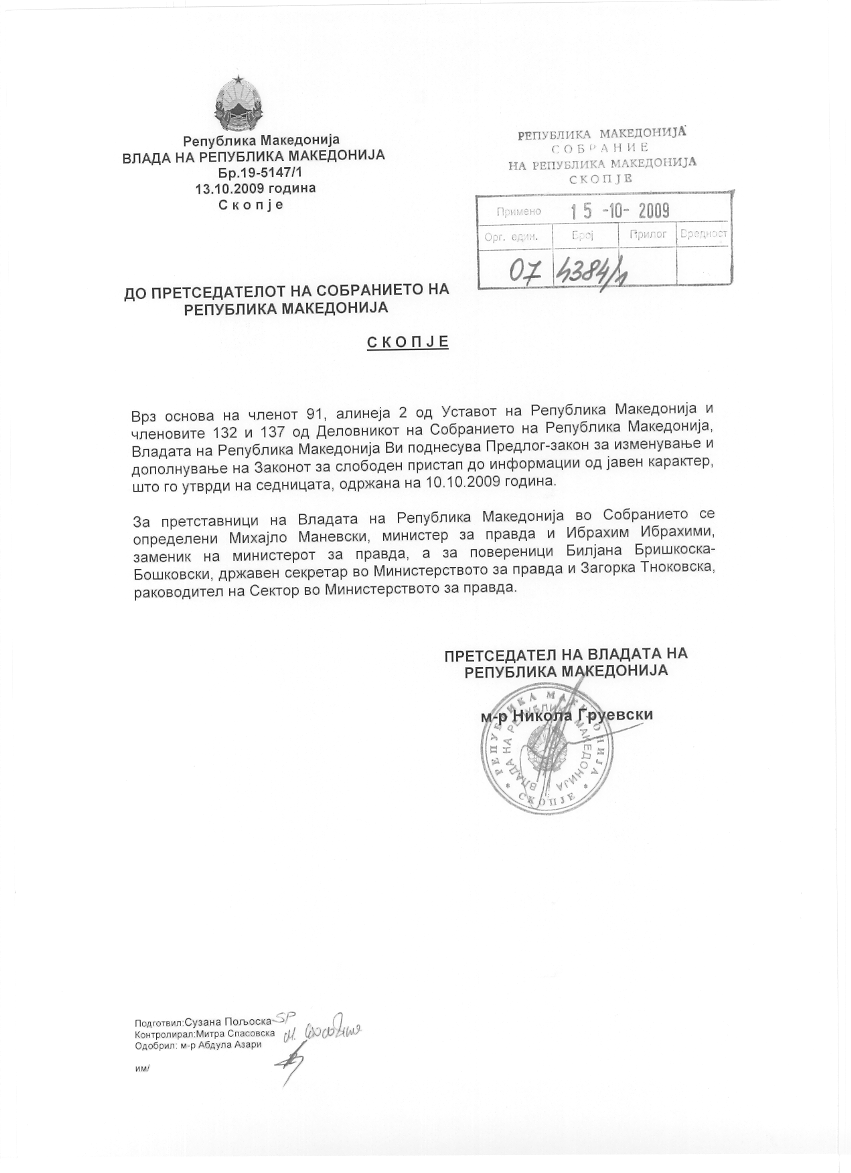 Република Македонија
ВЛАДА НА РЕПУБЛИКА МАКЕДОНИЈА
Бр.19-5147/1
13.10.2009 година
С к о п ј е
РЕПУБЛИКА МАКЕДОНИЈА
СОБРАНИЕ
НА РЕПУБЛИКА МАКЕДОНИЈА
СКОПЈЕ
Примено 15 -10- 2009
Орг. един. Број Прилог Вредност
07 4384/1
ДО ПРЕТСЕДАТЕЛОТ НА СОБРАНИЕТО НА
РЕПУБЛИКА МАКЕДОНИЈА
С К О П Ј Е
Врз основа на членот 91, алинеја 2 од Уставот на Република Македонија и
членовите 132 и 137 од Деловникот на Собранието на Република Македонија,
Владата на Република Македонија Ви поднесува Предлог-закон за изменување и
дополнување на Законот за слободен пристап до информации од јавен карактер,
што го утврди на седницата, одржана на 10.10.2009 година.
За претставници на Владата на Република Македонија во Собранието се
определени Михајло Маневски, министер за правда и Ибрахим Ибрахими,
заменик на министерот за правда, а за повереници Билјана Бришкоска-
Бошковски, државен секретар во Министерството за правда и Загорка Тноковска,
раководител на Сектор во Министерството за правда.
ПРЕТСЕДАТЕЛ НА ВЛАДАТА НА
РЕПУБЛИКА МАКЕДОНИЈА
м-р Никола Груевски
РЕПУБЛИКА МАКЕДОНИЈА
ВЛАДА НА РЕПУБЛИКА МАКЕДОНИЈА
СКОПЈЕ
Подготвил:Сузана Пољоска
Контролирал:Митра Спасовска
Одобрил: м-р Абдула Азари
им/